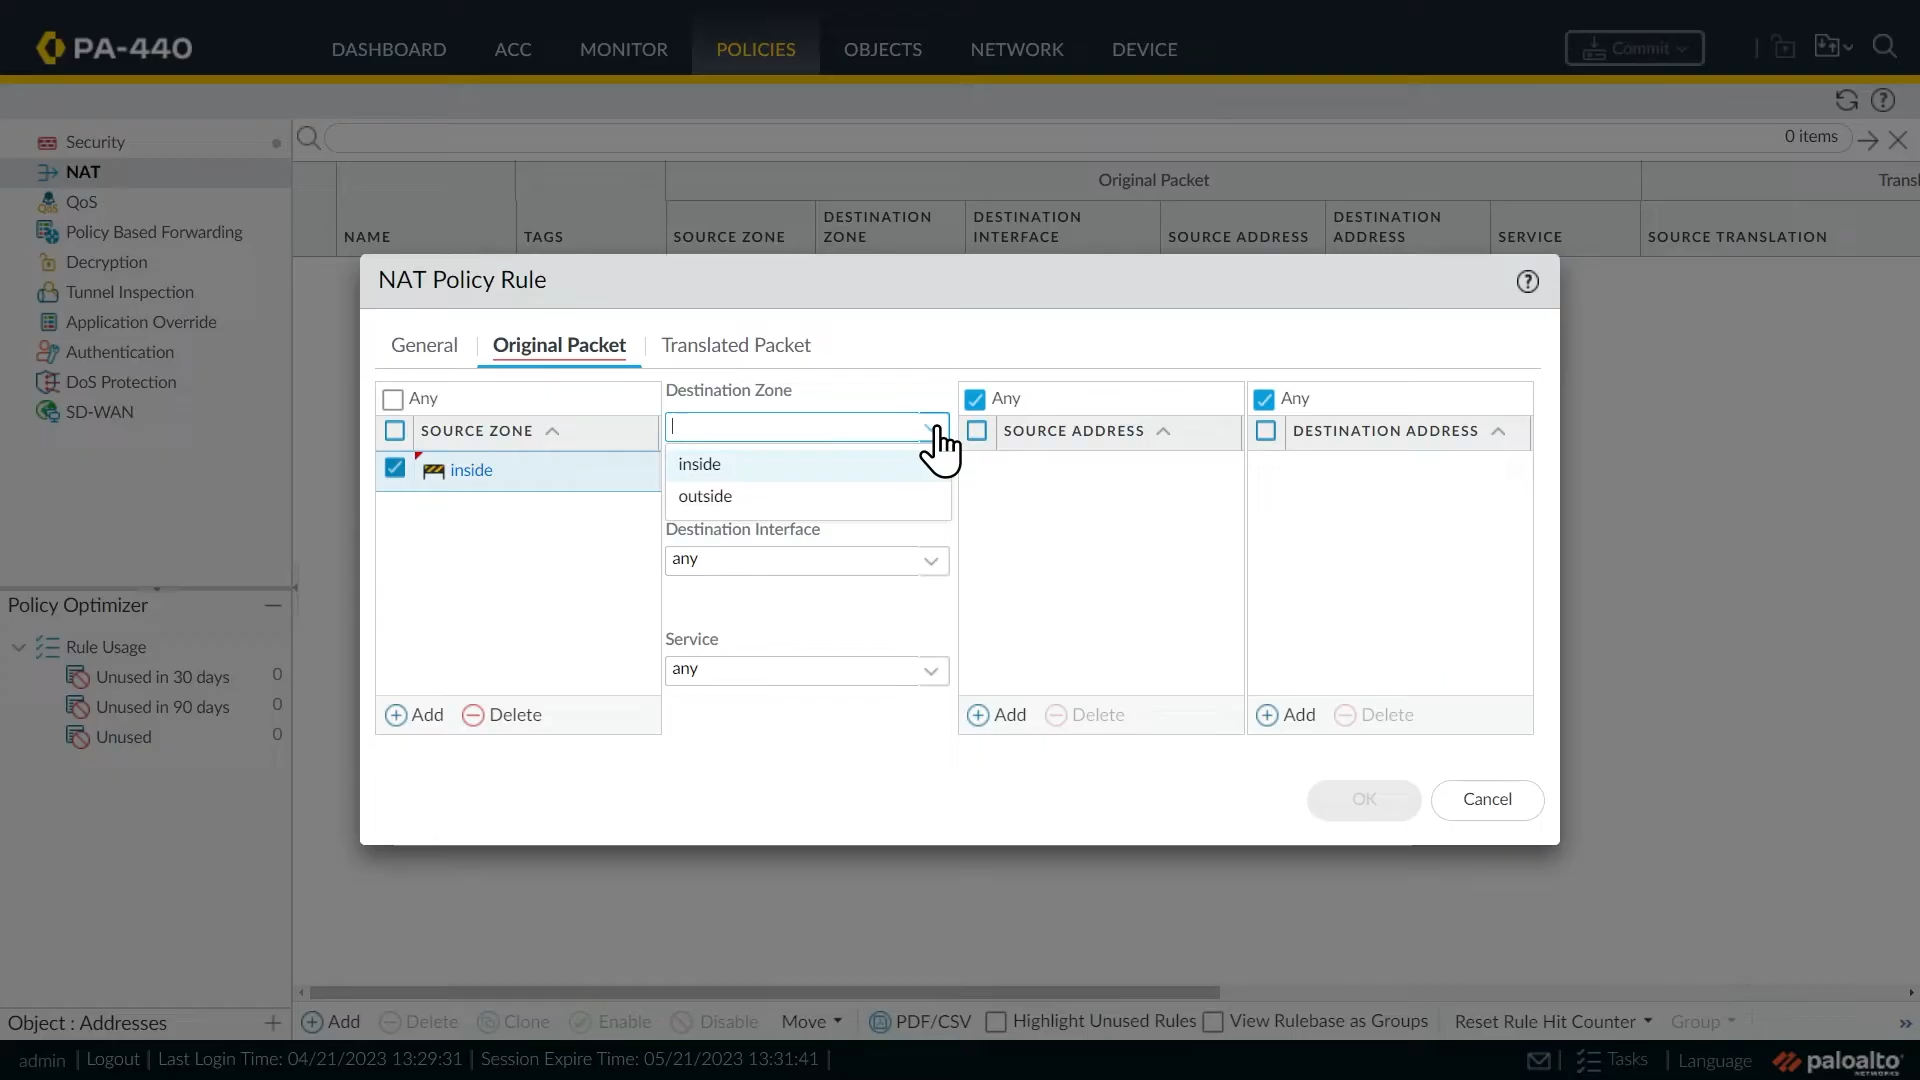 PA-440
DASHBOARD ACC MONITOR POLICIES OBJECTS NETWORK DEVICE Commit
Security
NAT
QoS
Policy Based Forwarding
Decryption
Tunnel Inspection
Application Override
Authentication
DoS Protection
SD-WAN
0 items
Original Packet Transl
NAME TAGS SOURCE ZONE DESTINATION ZONE DESTINATION INTERFACE SOURCE ADDRESS DESTINATION ADDRESS SERVICE SOURCE TRANSLATION
NAT Policy Rule
General Original Packet Translated Packet
Any
SOURCE ZONE
inside
Add Delete
Destination Zone
inside
outside
Destination Interface
any
Service
any
Any
SOURCE ADDRESS
Add Delete
Any
DESTINATION ADDRESS
Add Delete
OK Cancel
Policy Optimizer
Rule Usage
Unused in 30 days 0
Unused in 90 days 0
Unused 0
Object : Addresses
Add Delete Clone Enable Disable Move PDF/CSV Highlight Unused Rules View Rulebase as Groups Reset Rule Hit Counter Group
admin | Logout | Last Login Time: 04/21/2023 13:29:31 | Session Expire Time: 05/21/2023 13:31:41 |
Tasks | Language paloalto NETWORKS